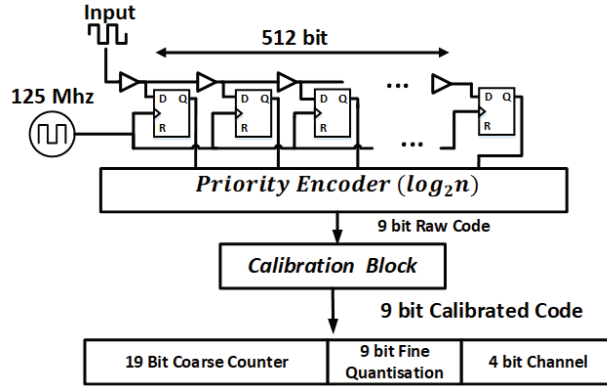 Input
512 bit
125 Mhz
D Q
R
D Q
R
D Q
R
D Q
R
Priority Encoder (log₂n)
9 bit Raw Code
Calibration Block
9 bit Calibrated Code
19 Bit Coarse Counter
9 bit Fine
Quantisation
4 bit Channel